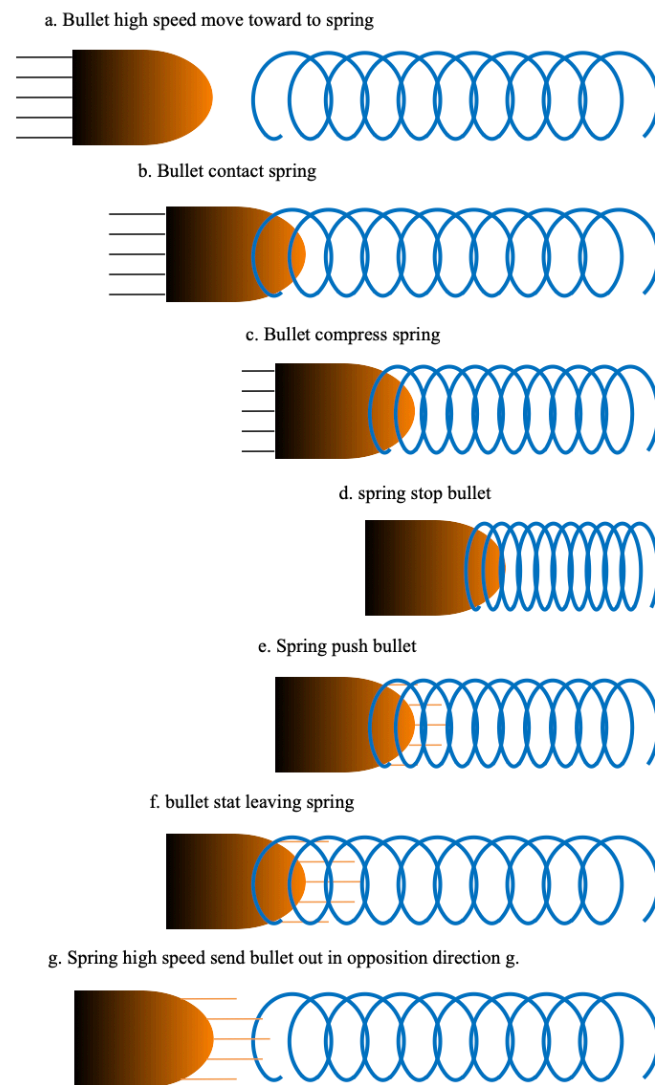 a. Bullet high speed move toward to spring
b. Bullet contact spring
c. Bullet compress spring
d. spring stop bullet
e. Spring push bullet
f. bullet stat leaving spring
g. Spring high speed send bullet out in opposition direction g.